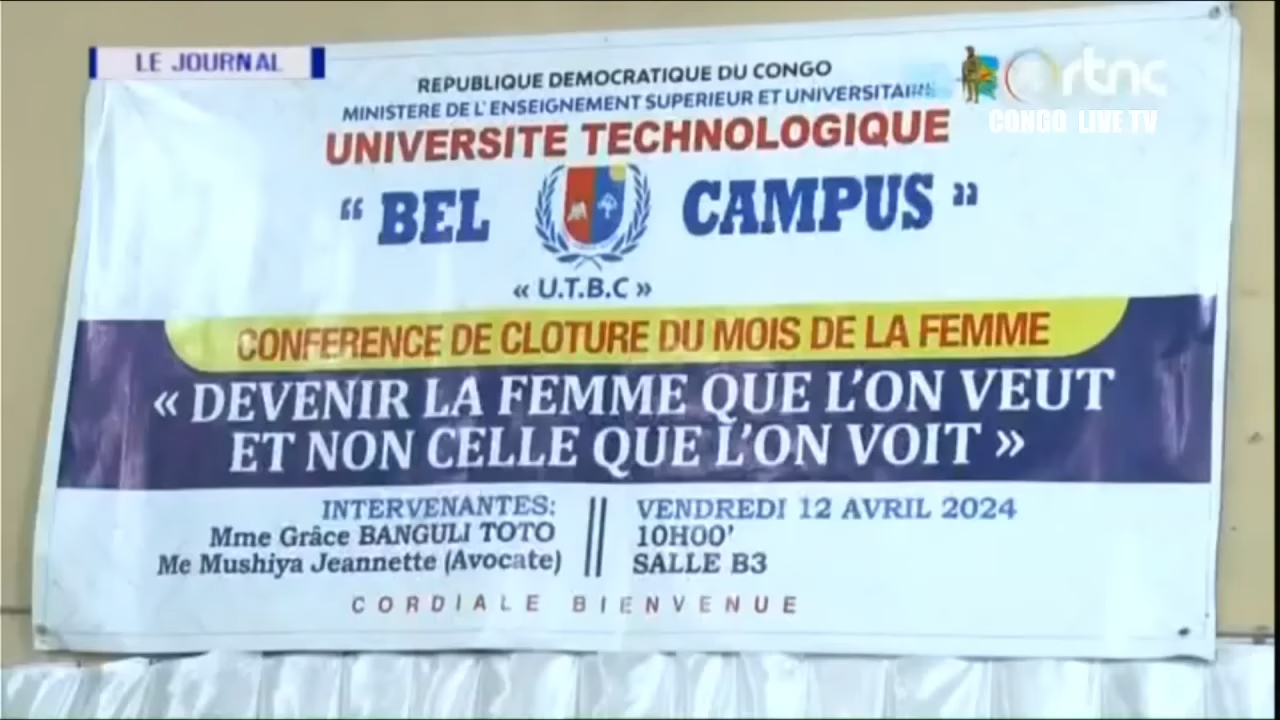 LE JOURNAL
rtnc
CONGO LIVE TV
REPUBLIQUE DEMOCRATIQUE DU CONGO
MINISTERE DE L'ENSEIGNEMENT SUPERIEUR ET UNIVERSITAIRE
UNIVERSITE TECHNOLOGIQUE
“ BEL CAMPUS ”
« U.T.B.C »
CONFERENCE DE CLOTURE DU MOIS DE LA FEMME
« DEVENIR LA FEMME QUE L'ON VEUT
ET NON CELLE QUE L'ON VOIT »
INTERVENANTES:
Mme Grâce BANGULI TOTO
Me Mushiya Jeannette (Avocate)
VENDREDI 12 AVRIL 2024
10H00'
SALLE B3
CORDIALE BIENVENUE